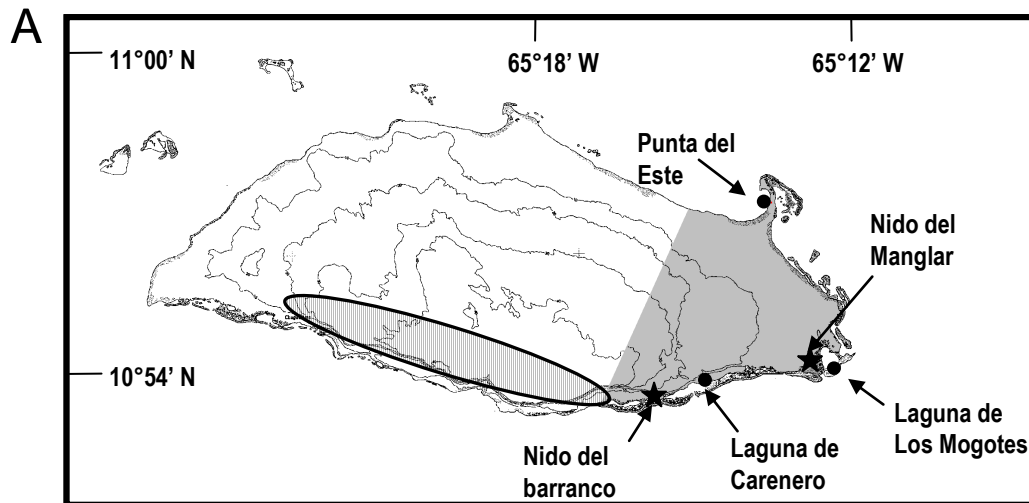 A
11°00’ N
65°18’ W
65°12’ W
Punta del
Este
Nido del
Manglar
10°54’ N
Nido del
barranco
Laguna de
Carenero
Laguna de
Los Mogotes